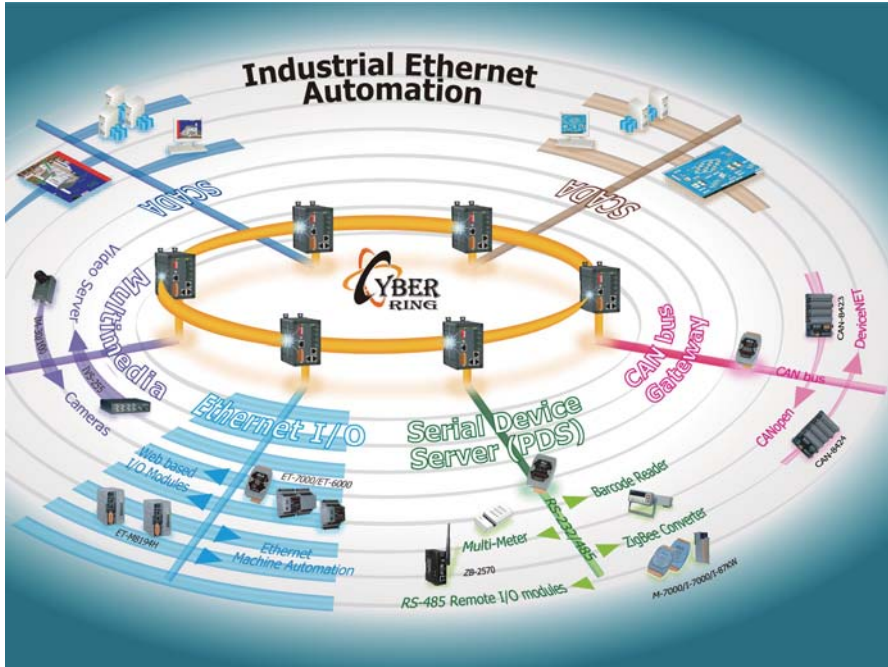 Industrial Ethernet
Automation
SCADA
SCADA
CYBER
RING
Video Server
Multimedia
IVS-355
Cameras
CAN bus
Gateway
CAN-8423
DeviceNET
CAN bus
CANopen
CAN-8424
Ethernet I/O
Web based
I/O Modules
ET-7000/ET-6000
ET-M8194H
Ethernet
Machine Automation
Serial Device
Server (PDS)
RS-232/485
Barcode Reader
Multi-Meter
ZigBee Converter
ZB-2570
RS-485 Remote I/O modules
M-7000/I-7000/I-87KW